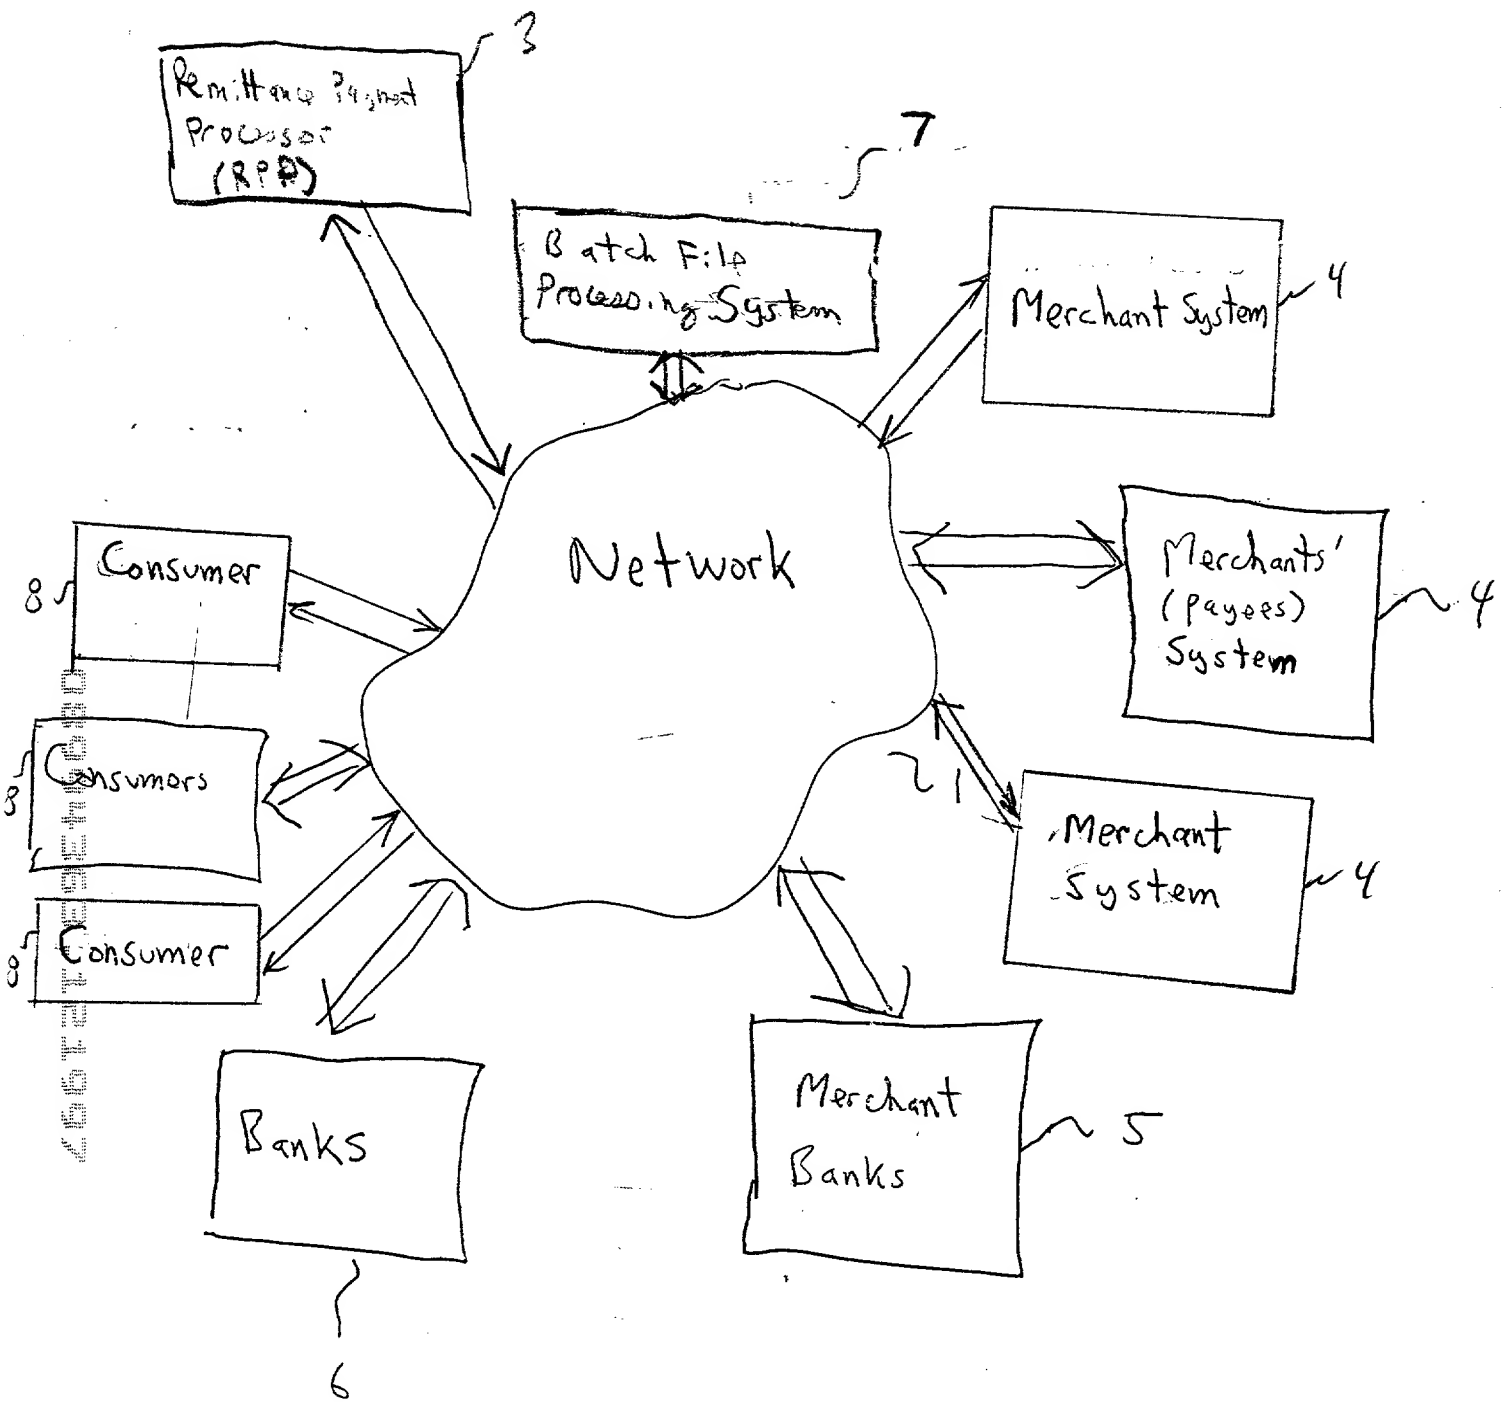 3
Remittance Payment
Processor
(RPP)
7
Batch File
Processing System
Merchant System
4
Network
Merchants'
(payees)
System
4
Consumer
8
Consumers
8
Consumer
8
1
Merchant
System
4
Banks
6
Merchant
Banks
5